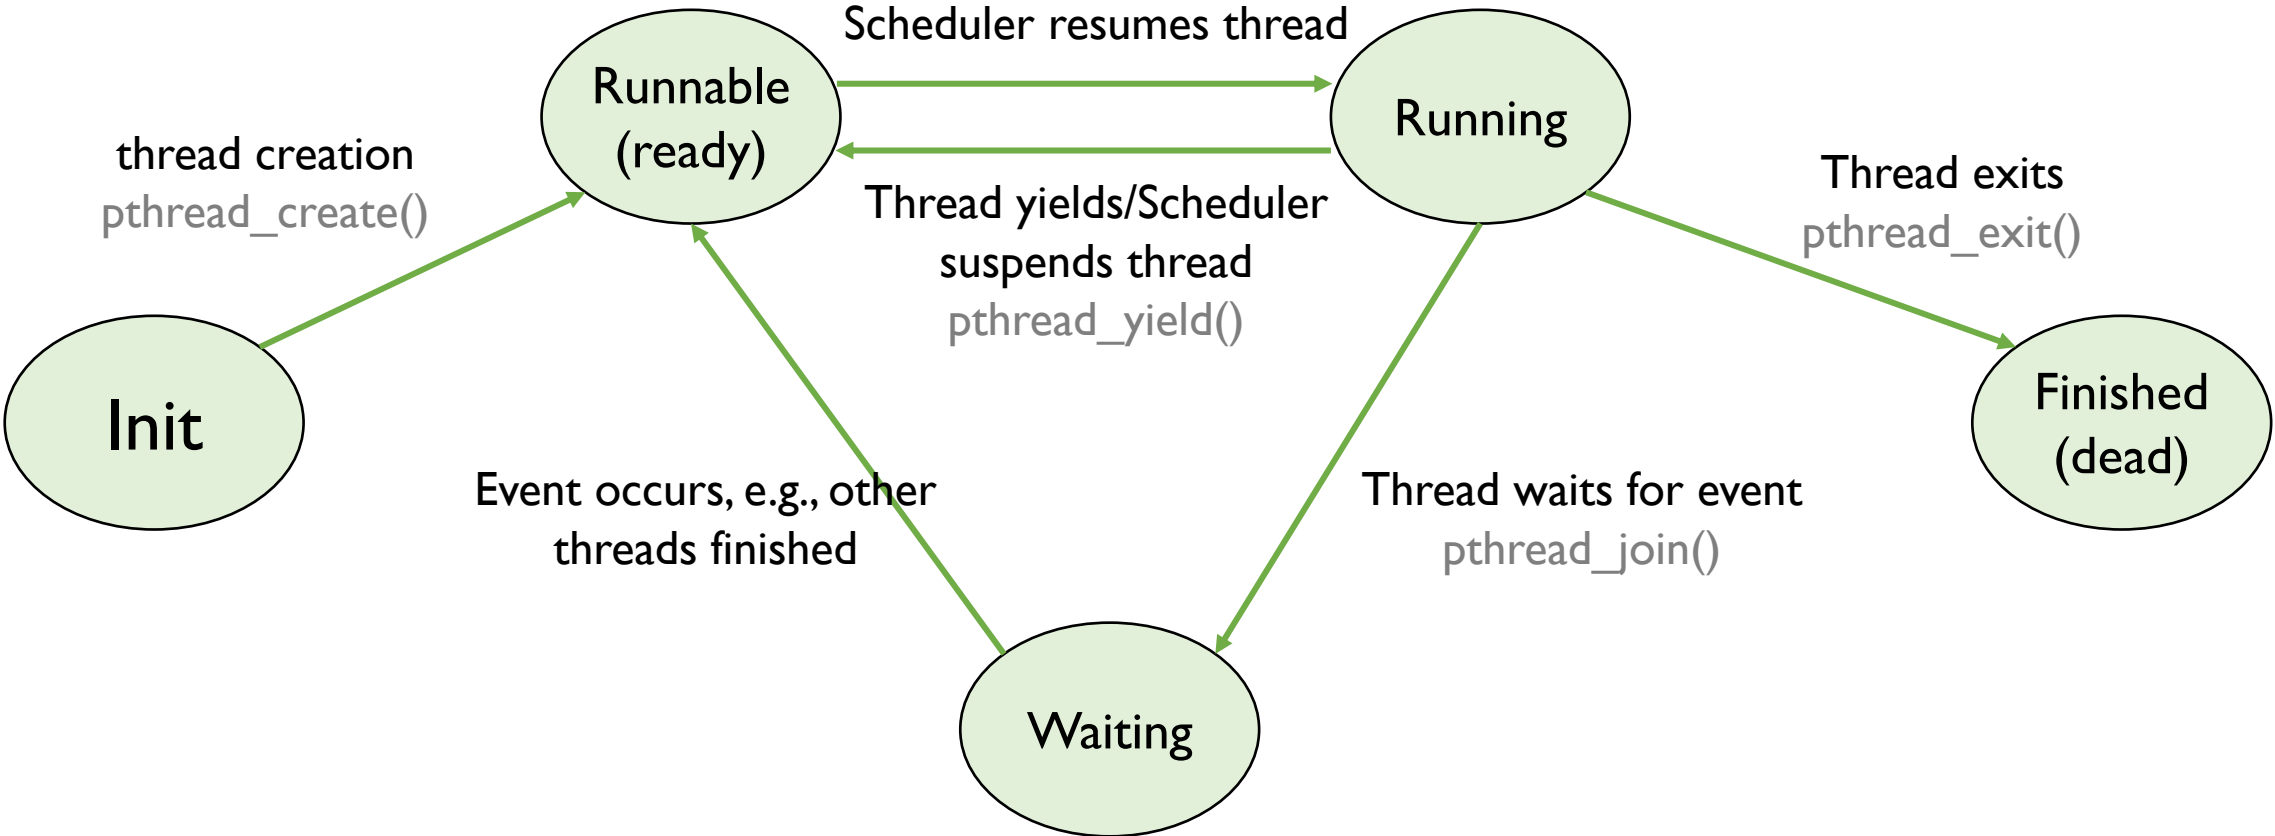 Scheduler resumes thread
Runnable
(ready)
Running
thread creation
pthread_create()
Thread yields/Scheduler
suspends thread
pthread_yield()
Thread exits
pthread_exit()
Init
Finished
(dead)
Event occurs, e.g., other
threads finished
Thread waits for event
pthread_join()
Waiting